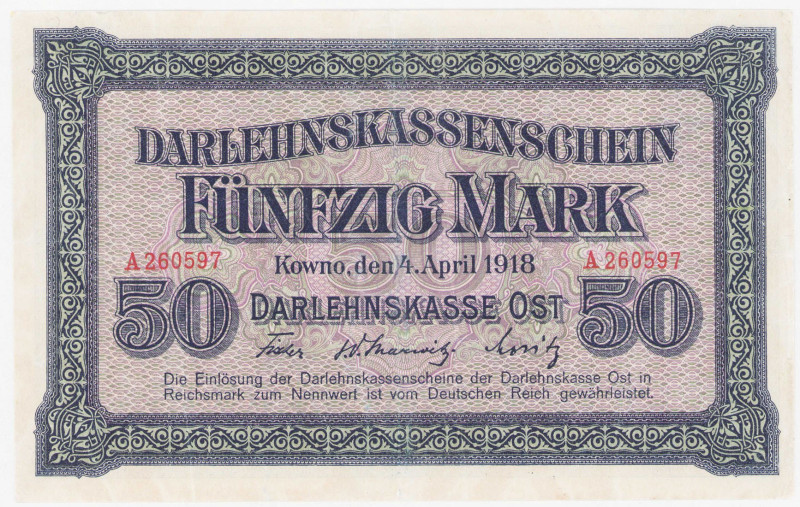 DARLEHNSKASSENSCHEIN
FÜNFZIG MARK
A 260597 A 260597
Kowno, den 4. April 1918
50 DARLEHNSKASSE OST 50
Die Einlösung der Darlehnskassenscheine der Darlehnskasse Ost in
Reichsmark zum Nennwert ist vom Deutschen Reich gewährleistet.